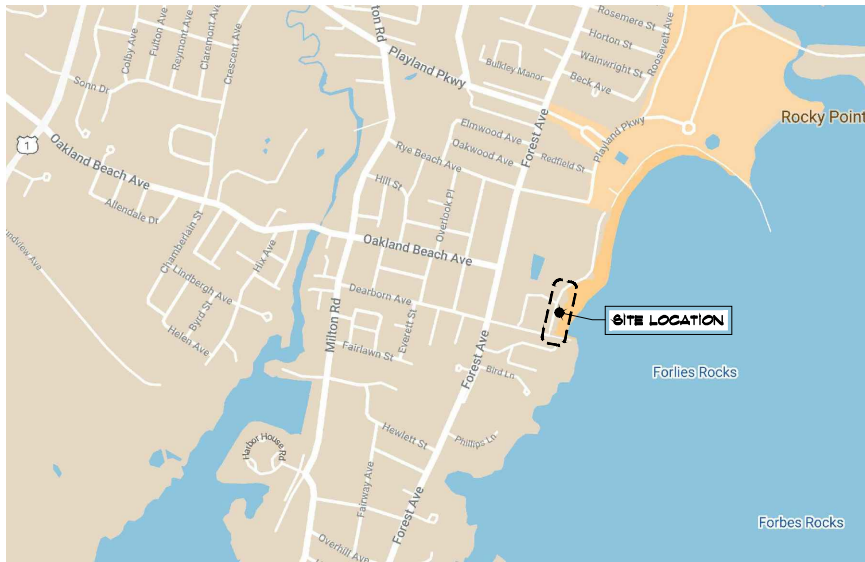 Rosemere St
Horton St
Wainwright St
Beck Ave
Roosevelt Ave
Bulkley Manor
Playland Pkwy
Colby Ave
Fulton Ave
Reymont Ave
Claremont Ave
Crescent Ave
Sonn Dr
ton Rd
1
Oakland Beach Ave
Allendale Dr
Elmwood Ave
Oakwood Ave
Rye Beach Ave
Forest Ave
Redfield St
Playland Pkwy
Rocky Point
Hill St
Overlook Pl
Oakland Beach Ave
Chamberlain St
Hix Ave
Lindbergh Ave
Byrd St
Helen Ave
undview Ave
Dearborn Ave
Milton Rd
Everett St
Fairlawn St
Forest Ave
Bird Ln
SITE LOCATION
Forlies Rocks
Hewlett St
Phillips Ln
Harbor House Rd
Fairway Ave
Forest Ave
Overhill Ave
Forbes Rocks